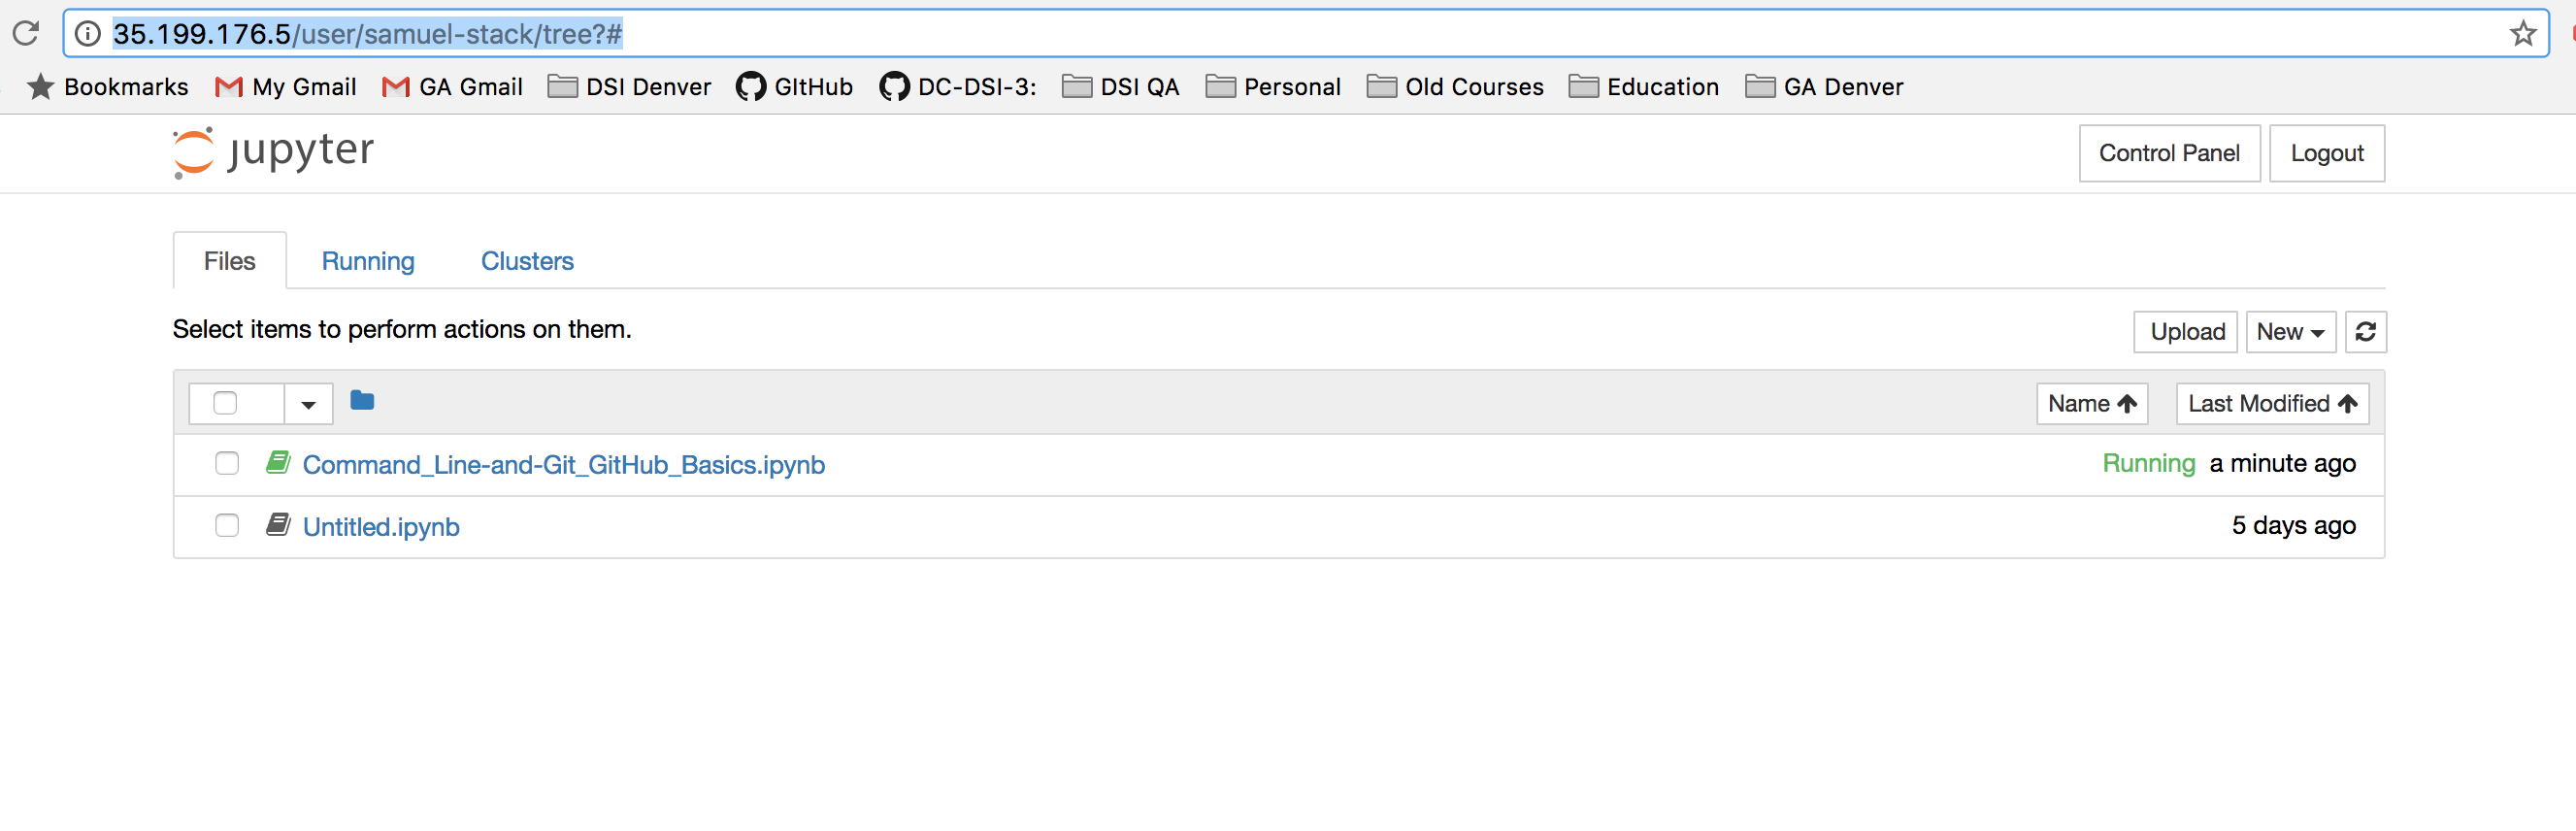 35.199.176.5/user/samuel-stack/tree?#
Bookmarks My Gmail GA Gmail DSI Denver GItHub DC-DSI-3: DSI QA Personal Old Courses Education GA Denver
jupyter Control Panel Logout
Files Running Clusters
Select items to perform actions on them. Upload New
Name Last Modified
Command_Line-and-Git_GitHub_Basics.ipynb Running a minute ago
Untitled.ipynb 5 days ago